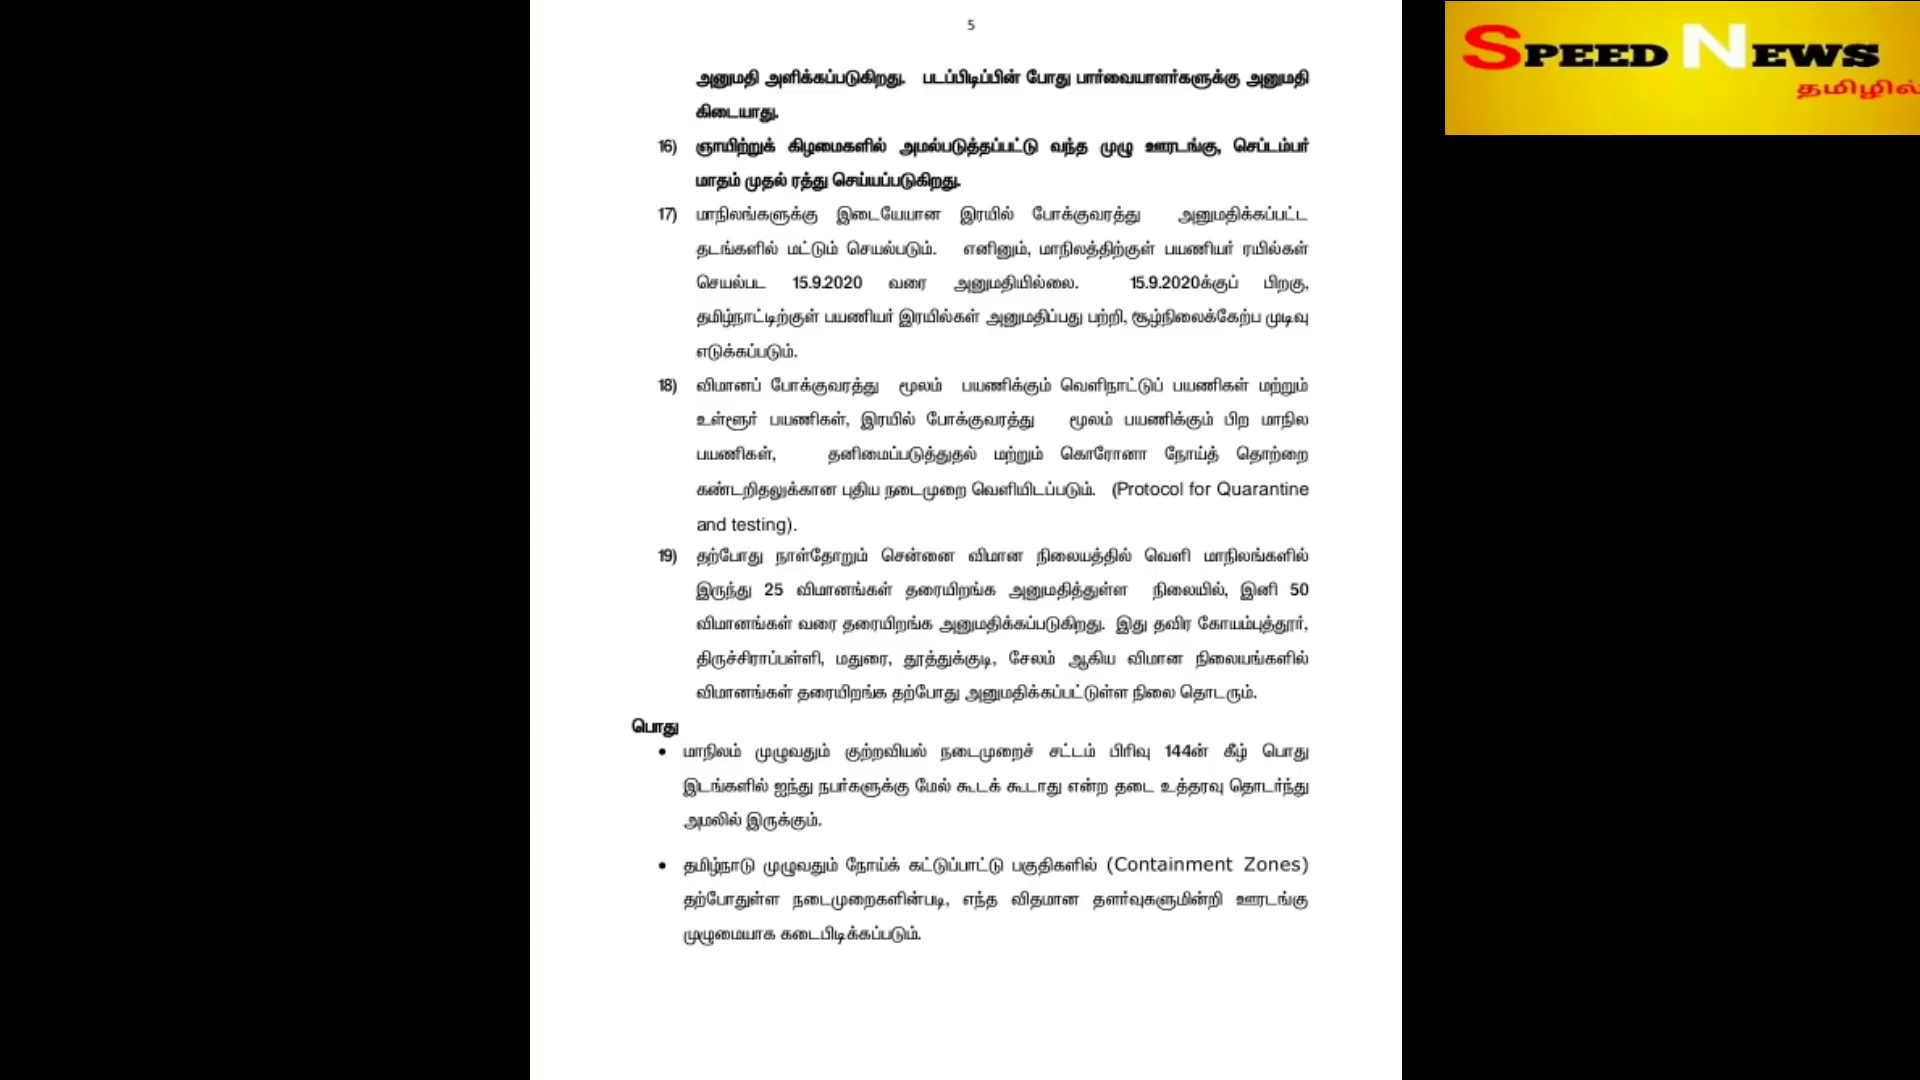 5
SPEED NEWS
தமிழில்
அனுமதி அளிக்கப்படுகிறது. படப்பிடிப்பின் போது பார்வையாளர்களுக்கு அனுமதி
கிடையாது.
16) ஞாயிற்றுக் கிழமைகளில் அமல்படுத்தப்பட்டு வந்த முழு ஊரடங்கு, செப்டம்பர்
மாதம் முதல் ரத்து செய்யப்படுகிறது.
17) மாநிலங்களுக்கு இடையேயான இரயில் போக்குவரத்து அனுமதிக்கப்பட்ட
தடங்களில் மட்டும் செயல்படும். எனினும், மாநிலத்திற்குள் பயணியர் ரயில்கள்
செயல்பட 15.9.2020 வரை அனுமதியில்லை. 15.9.2020க்குப் பிறகு,
தமிழ்நாட்டிற்குள் பயணியர் இரயில்கள் அனுமதிப்பது பற்றி, சூழ்நிலைக்கேற்ப முடிவு
எடுக்கப்படும்.
18) விமானப் போக்குவரத்து மூலம் பயணிக்கும் வெளிநாட்டுப் பயணிகள் மற்றும்
உள்ளூர் பயணிகள், இரயில் போக்குவரத்து மூலம் பயணிக்கும் பிற மாநில
பயணிகள், தனிமைப்படுத்துதல் மற்றும் கொரோனா நோய்த் தொற்றை
கண்டறிதலுக்கான புதிய நடைமுறை வெளியிடப்படும். (Protocol for Quarantine
and testing).
19) தற்போது நாள்தோறும் சென்னை விமான நிலையத்தில் வெளி மாநிலங்களில்
இருந்து 25 விமானங்கள் தரையிறங்க அனுமதித்துள்ள நிலையில், இனி 50
விமானங்கள் வரை தரையிறங்க அனுமதிக்கப்படுகிறது. இது தவிர கோயம்புத்தூர்,
திருச்சிராப்பள்ளி, மதுரை, தூத்துக்குடி, சேலம் ஆகிய விமான நிலையங்களில்
விமானங்கள் தரையிறங்க தற்போது அனுமதிக்கப்பட்டுள்ள நிலை தொடரும்.
பொது
• மாநிலம் முழுவதும் குற்றவியல் நடைமுறைச் சட்டம் பிரிவு 144ன் கீழ் பொது
இடங்களில் ஐந்து நபர்களுக்கு மேல் கூடக் கூடாது என்ற தடை உத்தரவு தொடர்ந்து
அமலில் இருக்கும்.
• தமிழ்நாடு முழுவதும் நோய்க் கட்டுப்பாட்டு பகுதிகளில் (Containment Zones)
தற்போதுள்ள நடைமுறைகளின்படி, எந்த விதமான தளர்வுகளுமின்றி ஊரடங்கு
முழுமையாக கடைபிடிக்கப்படும்.